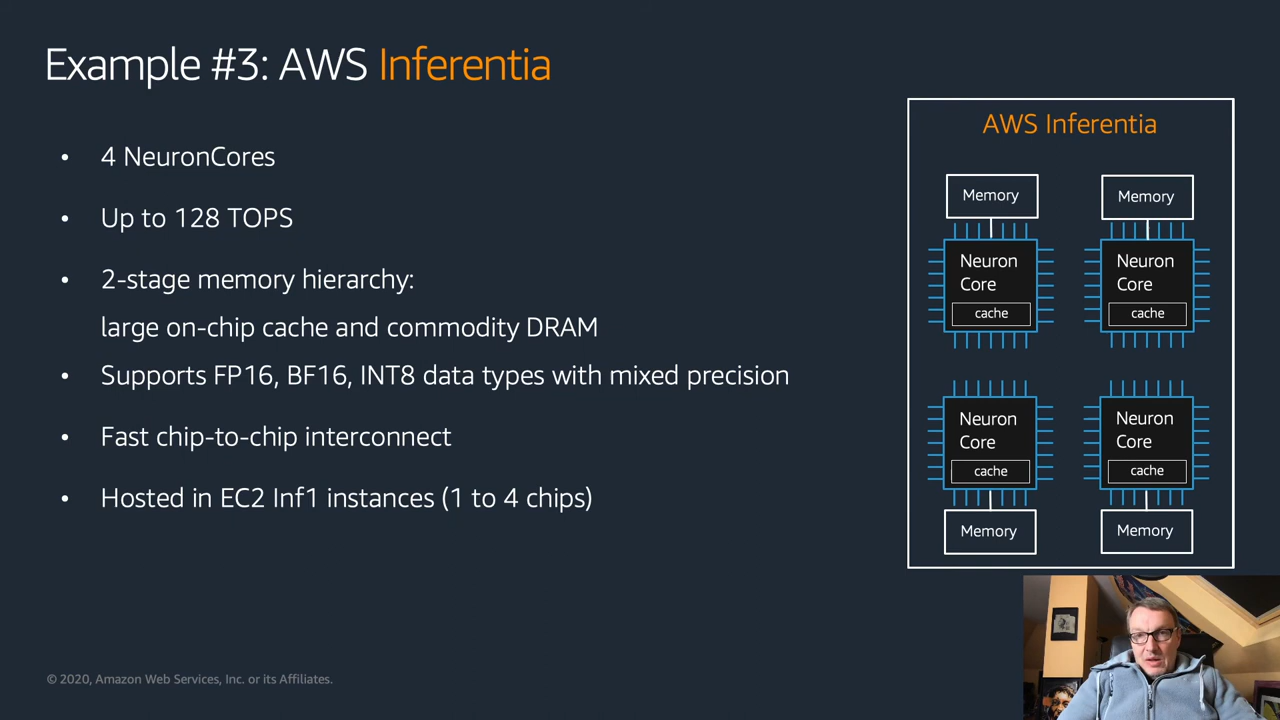 Example #3: AWS Inferentia
• 4 NeuronCores
• Up to 128 TOPS
• 2-stage memory hierarchy:
large on-chip cache and commodity DRAM
• Supports FP16, BF16, INT8 data types with mixed precision
• Fast chip-to-chip interconnect
• Hosted in EC2 Inf1 instances (1 to 4 chips)
AWS Inferentia
Memory
Memory
Neuron
Core
cache
Neuron
Core
cache
Neuron
Core
cache
Neuron
Core
cache
Memory
Memory
© 2020, Amazon Web Services, Inc. or its Affiliates.